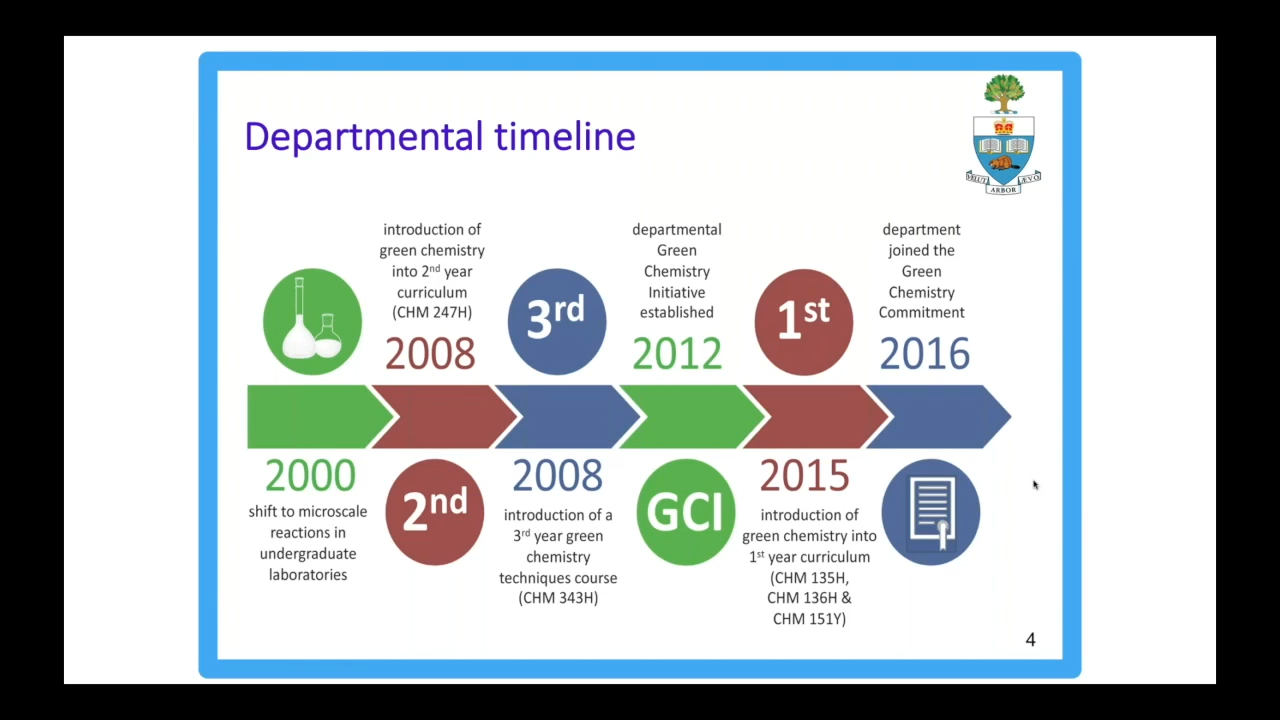 Departmental timeline
VELUT
ARBOR
ÆVO
introduction of
green chemistry
into 2nd year
curriculum
(CHM 247H)
2008
3rd
departmental
Green
Chemistry
Initiative
established
2012
1st
department
joined the
Green
Chemistry
Commitment
2016
2000
shift to microscale
reactions in
undergraduate
laboratories
2nd
2008
introduction of a
3rd year green
chemistry
techniques course
(CHM 343H)
GCI
2015
introduction of
green chemistry into
1st year curriculum
(CHM 135H,
CHM 136H &
CHM 151Y)
4